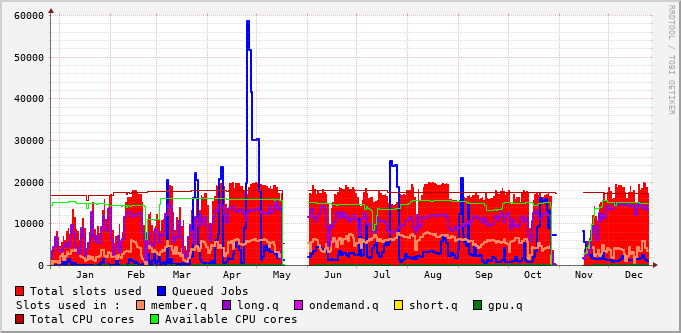 60000
50000
40000
30000
20000
10000
0
Jan Feb Mar Apr May Jun Jul Aug Sep Oct Nov Dec
RRDTOOL / TOBI OETIKER
Total slots used Queued Jobs
Slots used in : member.q long.q ondemand.q short.q gpu.q
Total CPU cores Available CPU cores